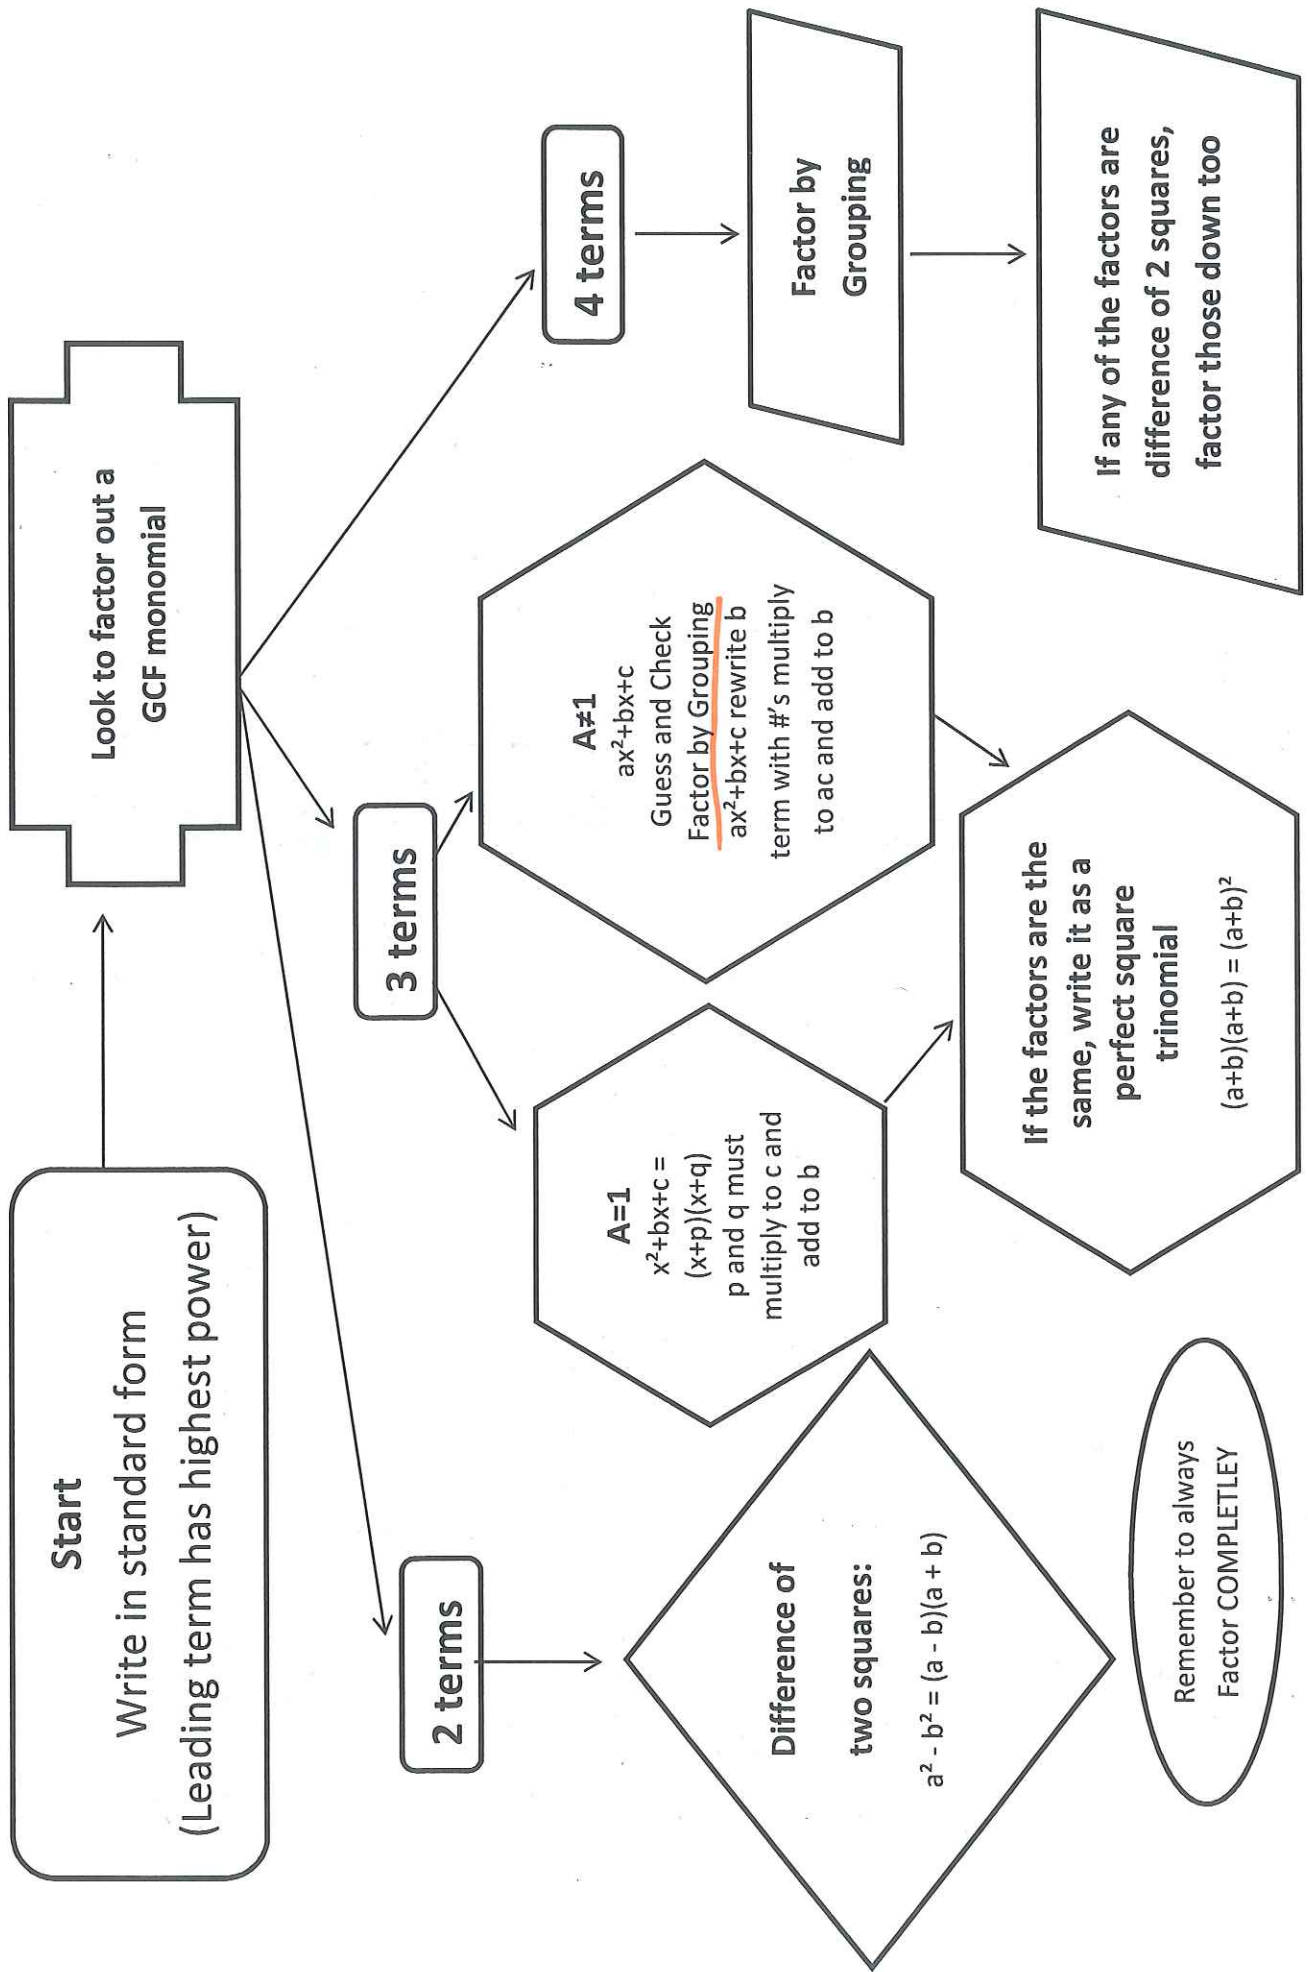 Start
Write in standard form
(Leading term has highest power)
Look to factor out a
GCF monomial
2 terms
3 terms
4 terms
Difference of
two squares:
a² - b² = (a - b)(a + b)
A=1
x²+bx+c =
(x+p)(x+q)
p and q must
multiply to c and
add to b
A≠1
ax²+bx+c
Guess and Check
Factor by Grouping
ax²+bx+c rewrite b
term with #'s multiply
to ac and add to b
Factor by
Grouping
If the factors are the
same, write it as a
perfect square
trinomial
(a+b)(a+b) = (a+b)²
If any of the factors are
difference of 2 squares,
factor those down too
Remember to always
Factor COMPLETLEY